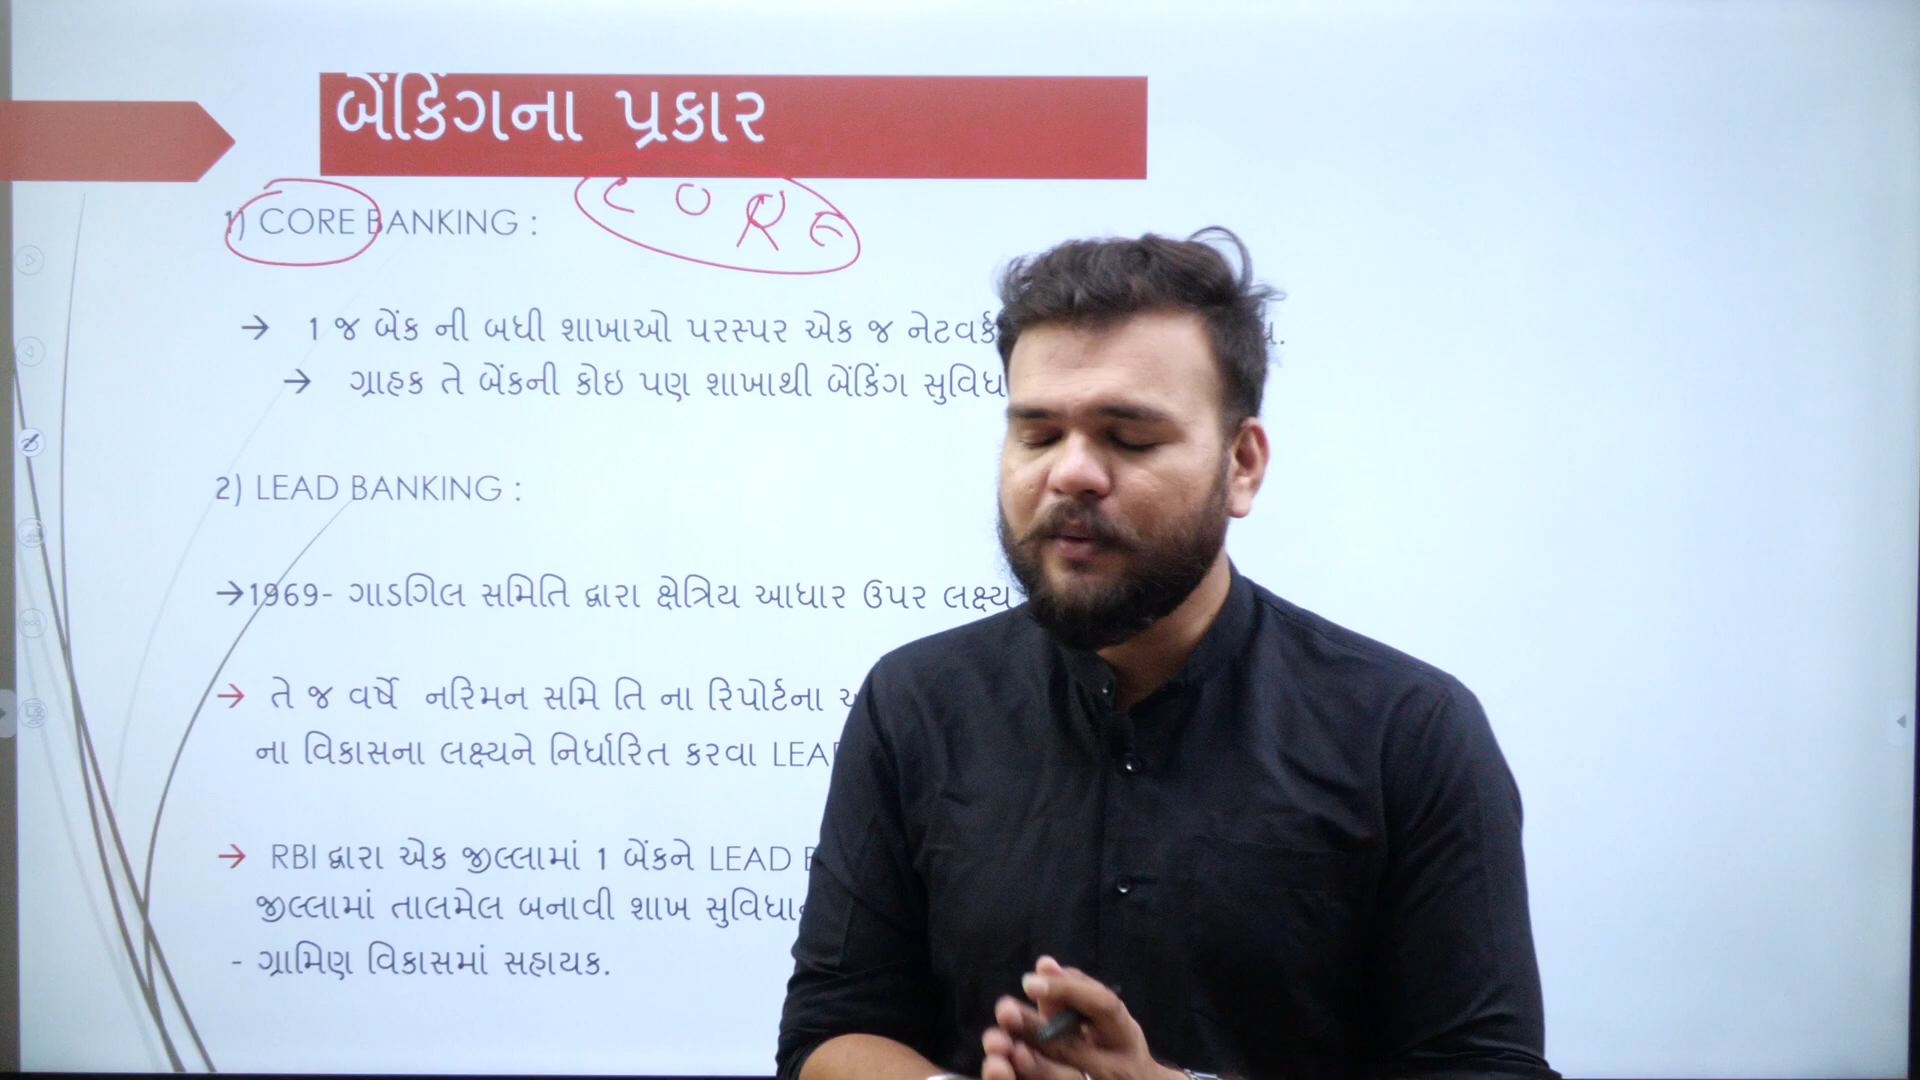 બેંકિંગના પ્રકાર
1) CORE BANKING :
CORE
→ 1 જ બેંક ની બધી શાખાઓ પરસ્પર એક જ નેટવર્ક
→ ગ્રાહક તે બેંકની કોઇ પણ શાખાથી બેંકિંગ
2) LEAD BANKING :
→1969- ગાડગિલ સમિતિ દ્વારા ક્ષેત્રિય આધાર ઉપર લક્ષ્ય
→ તે જ વર્ષે નરિમન સમિ તિ ના રિપોર્ટના
ના વિકાસના લક્ષ્યને નિર્ધારિત કરવા
→ RBI દ્વારા એક જીલ્લામાં 1 બેંકને LEAD
જીલ્લામાં તાલમેલ બનાવી શાખ
- ગ્રામિણ વિકાસમાં સહાયક.